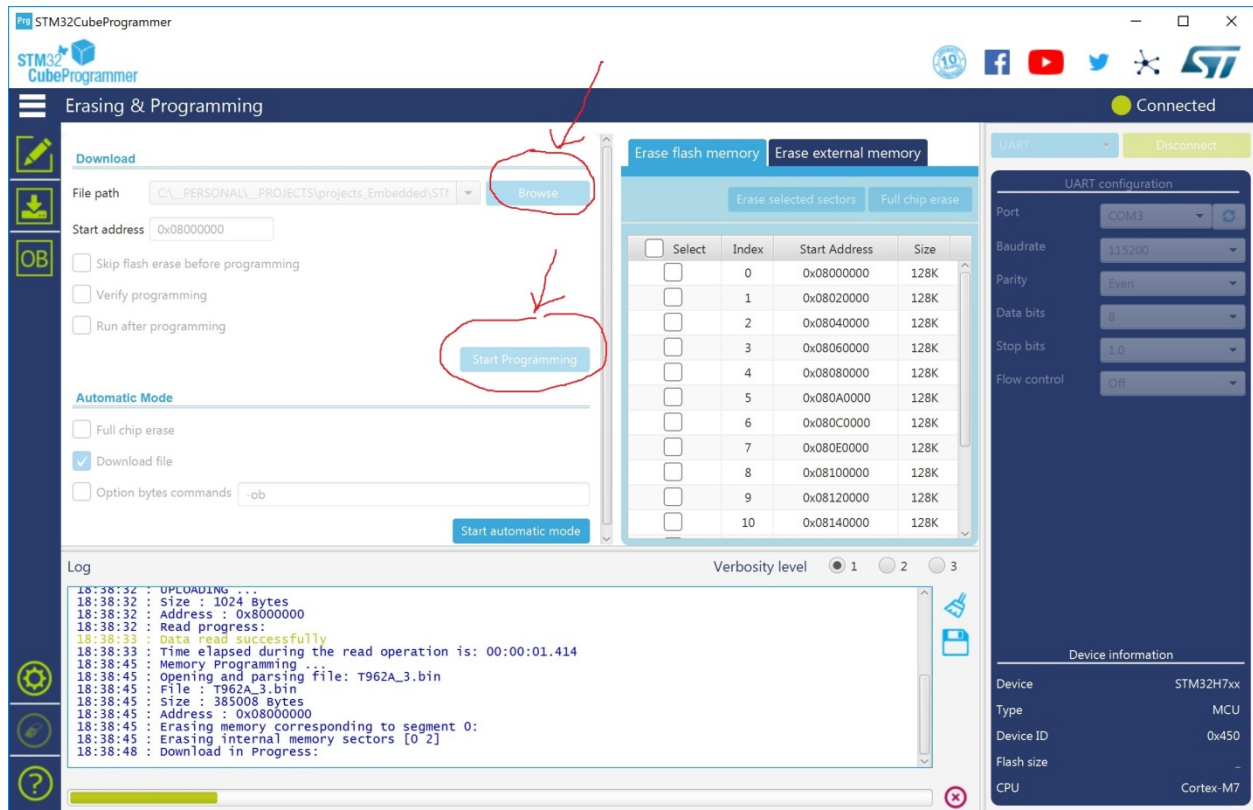 Prg STM32CubeProgrammer
STM32
CubeProgrammer
10
Erasing & Programming
Connected
Download
File path C:\_PERSONAL\_PROJECTS\projects_Embedded\STM Browse
Start address 0x08000000
Skip flash erase before programming
Verify programming
Run after programming
Start Programming
Automatic Mode
Full chip erase
Download file
Option bytes commands -ob
Start automatic mode
OB
Erase flash memory Erase external memory
Erase selected sectors Full chip erase
Select Index Start Address Size
0 0x08000000 128K
1 0x08020000 128K
2 0x08040000 128K
3 0x08060000 128K
4 0x08080000 128K
5 0x080A0000 128K
6 0x080C0000 128K
7 0x080E0000 128K
8 0x08100000 128K
9 0x08120000 128K
10 0x08140000 128K
UART Disconnect
UART configuration
Port COM3
Baudrate 115200
Parity Even
Data bits 8
Stop bits 1.0
Flow control Off
Log Verbosity level 1 2 3
18:38:32 : UPLOADING ...
18:38:32 : Size : 1024 Bytes
18:38:32 : Address : 0x8000000
18:38:32 : Read progress:
18:38:33 : Data read successfully
18:38:33 : Time elapsed during the read operation is: 00:00:01.414
18:38:45 : Memory Programming ...
18:38:45 : Opening and parsing file: T962A_3.bin
18:38:45 : File : T962A_3.bin
18:38:45 : Size : 385008 Bytes
18:38:45 : Address : 0x08000000
18:38:45 : Erasing memory corresponding to segment 0:
18:38:45 : Erasing internal memory sectors [0 2]
18:38:48 : Download in Progress:
Device information
Device STM32H7xx
Type MCU
Device ID 0x450
Flash size _
CPU Cortex-M7